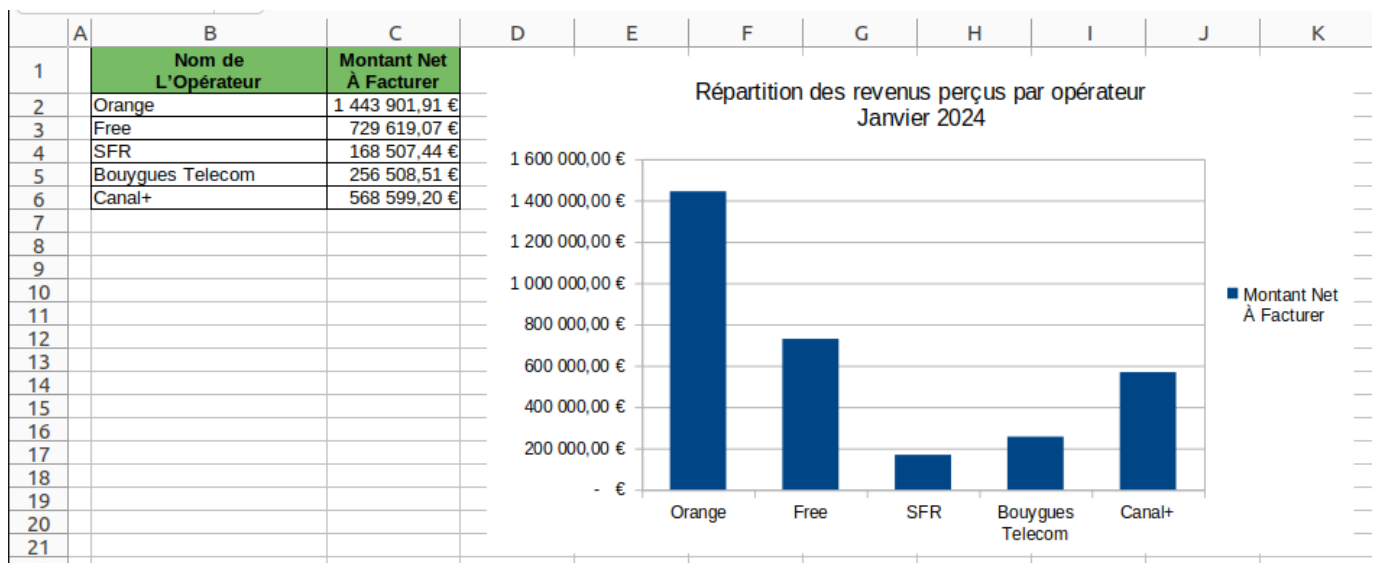 A B C D E F G H I J K
1 Nom de L'Opérateur Montant Net À Facturer
2 Orange 1 443 901,91 €
3 Free 729 619,07 €
4 SFR 168 507,44 €
5 Bouygues Telecom 256 508,51 €
6 Canal+ 568 599,20 €
7
8
9
10
11
12
13
14
15
16
17
18
19
20
21
Répartition des revenus perçus par opérateur
Janvier 2024
1 600 000,00 €
1 400 000,00 €
1 200 000,00 €
1 000 000,00 €
800 000,00 €
600 000,00 €
400 000,00 €
200 000,00 €
- €
Orange Free SFR Bouygues Telecom Canal+
Montant Net
À Facturer